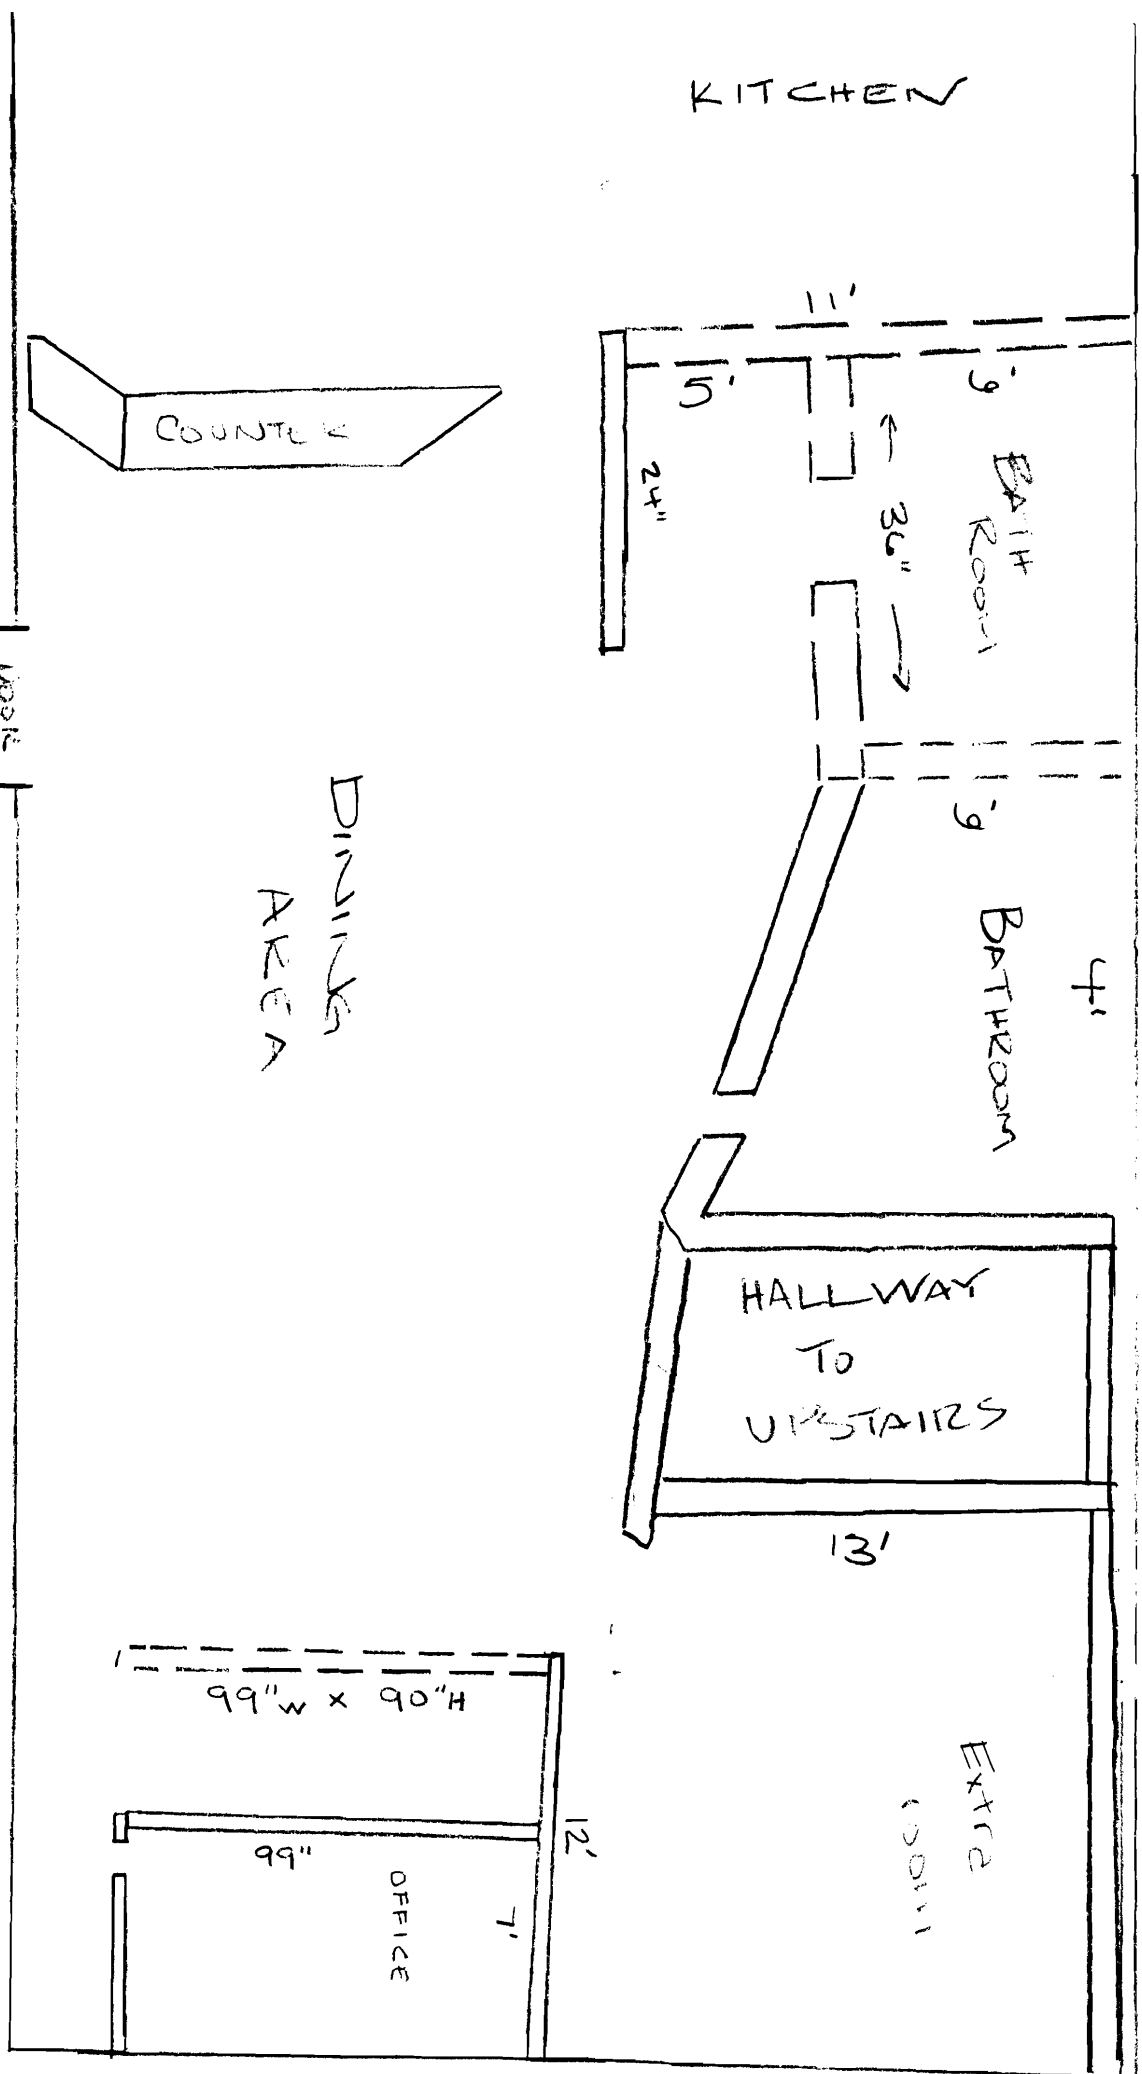 KITCHEN
11'
5'
6'
24"
← 36" →
BATH
ROOM
COUNTER
6'
DOOR
DINING
AREA
4'
BATHROOM
HALLWAY
TO
UPSTAIRS
13'
99"W x 90"H
12'
Extra
room
99"
7'
OFFICE